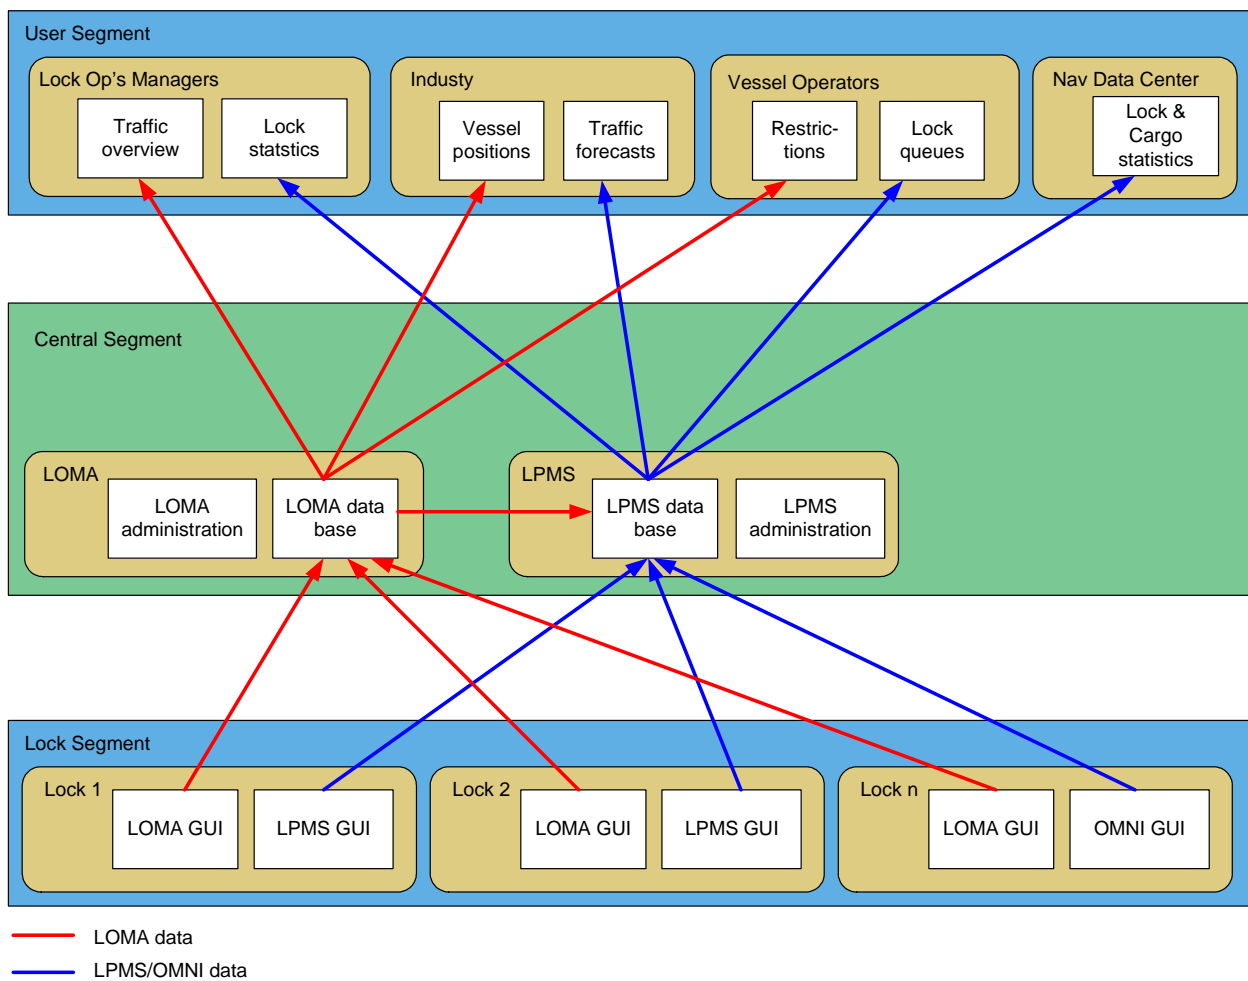 User Segment
Lock Op's Managers
Traffic
overview
Lock
statstics
Industy
Vessel
positions
Traffic
forecasts
Vessel Operators
Restric-
tions
Lock
queues
Nav Data Center
Lock &
Cargo
statistics
Central Segment
LOMA
LOMA
administration
LOMA data
base
LPMS
LPMS data
base
LPMS
administration
Lock Segment
Lock 1
LOMA GUI
LPMS GUI
Lock 2
LOMA GUI
LPMS GUI
Lock n
LOMA GUI
OMNI GUI
LOMA data
LPMS/OMNI data